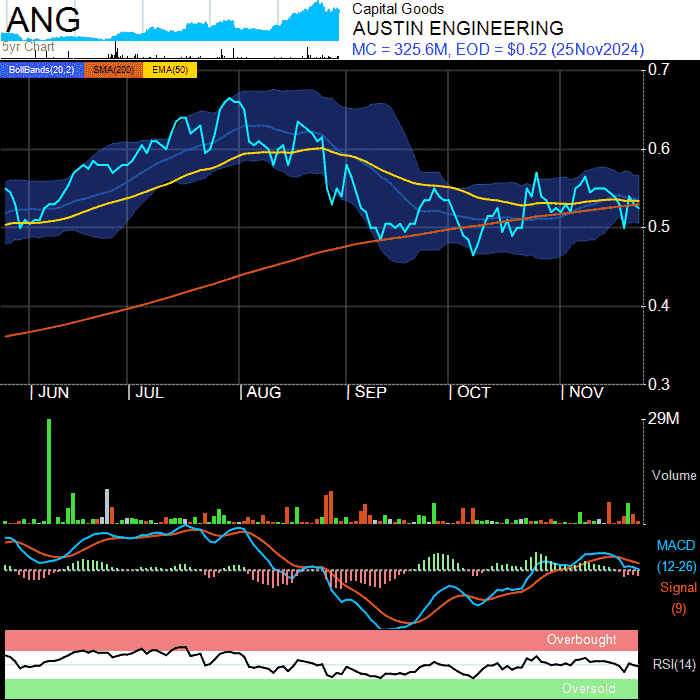 ANG
5yr Chart
Capital Goods
AUSTIN ENGINEERING
MC = 325.6M, EOD = $0.52 (25Nov2024)
BollBands(20,2) SMA(200) EMA(50)
0.7
0.6
0.5
0.4
0.3
| JUN | JUL | AUG | SEP | OCT | NOV
29M
Volume
MACD
(12-26)
Signal
(9)
Overbought
RSI(14)
Oversold